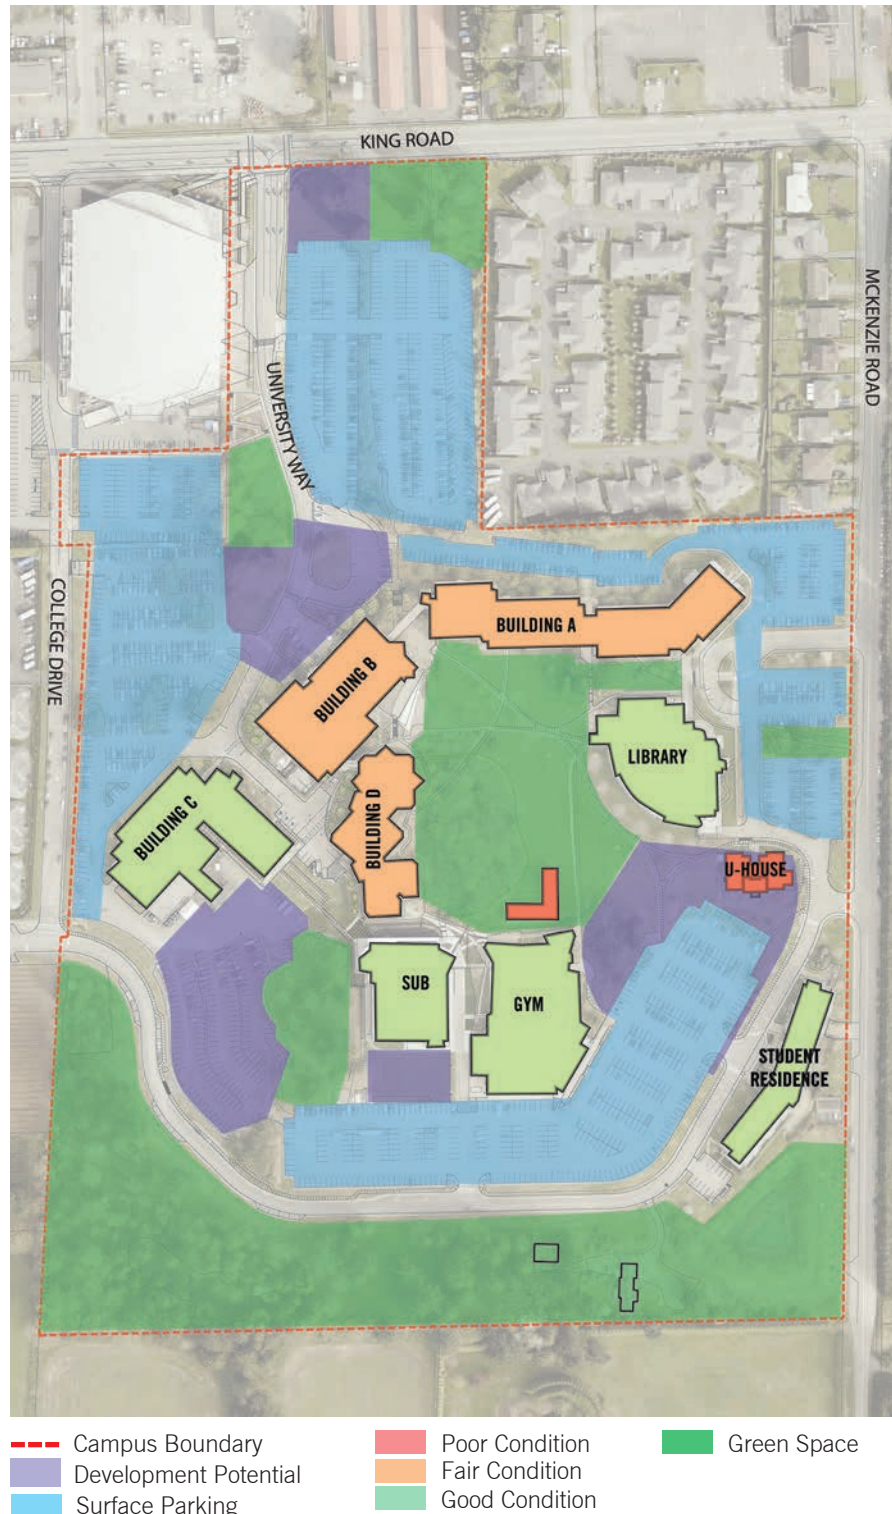 KING ROAD
MCKENZIE ROAD
UNIVERSITY WAY
COLLEGE DRIVE
BUILDING A
BUILDING B
LIBRARY
BUILDING D
BUILDING C
U-HOUSE
SUB
GYM
STUDENT
RESIDENCE
Campus Boundary
Development Potential
Surface Parking
Poor Condition
Fair Condition
Good Condition
Green Space